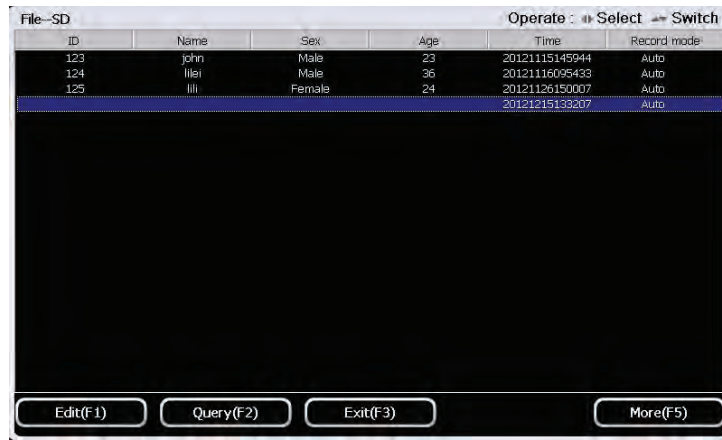 File--SD Operate : Select Switch
ID Name Sex Age Time Record mode
123 john Male 23 20121115145944 Auto
124 lilei Male 36 20121116095433 Auto
125 lili Female 24 20121126150007 Auto
20121215133207 Auto
Edit(F1) Query(F2) Exit(F3) More(F5)